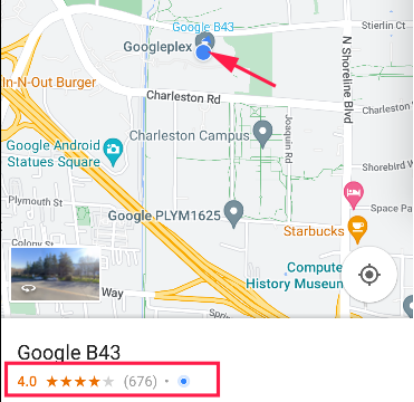 Google B43
Stierlin Ct
Googleplex
N Shoreline Blvd
In-N-Out Burger
Charleston Rd
Charleston
Charleston Campus
Joaquin Rd
Google Android
Statues Square
Shorebird W
Plymouth St
Space Pa
Google PLYM1625
Starbucks
Colony St
Compute
History Museun
Way
Google B43
4.0 (676) •